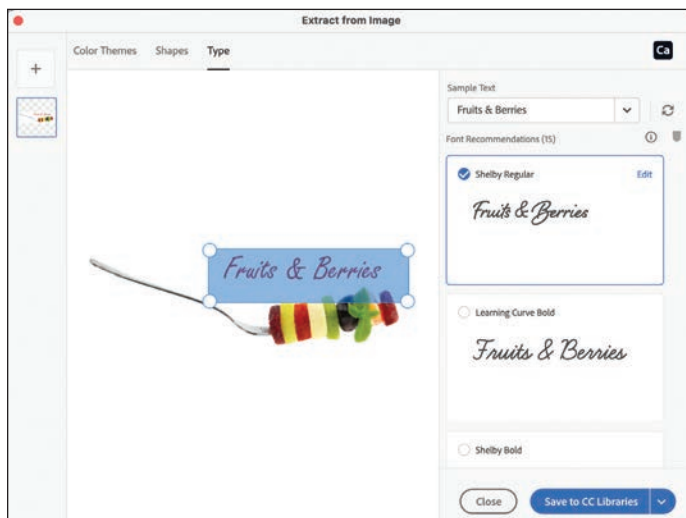 Extract from Image
Color Themes Shapes Type
Ca
+
Sample Text
Fruits & Berries
Font Recommendations (15)
Shelby Regular Edit
Fruits & Berries
Fruits & Berries
Learning Curve Bold
Fruits & Berries
Shelby Bold
Close Save to CC Libraries